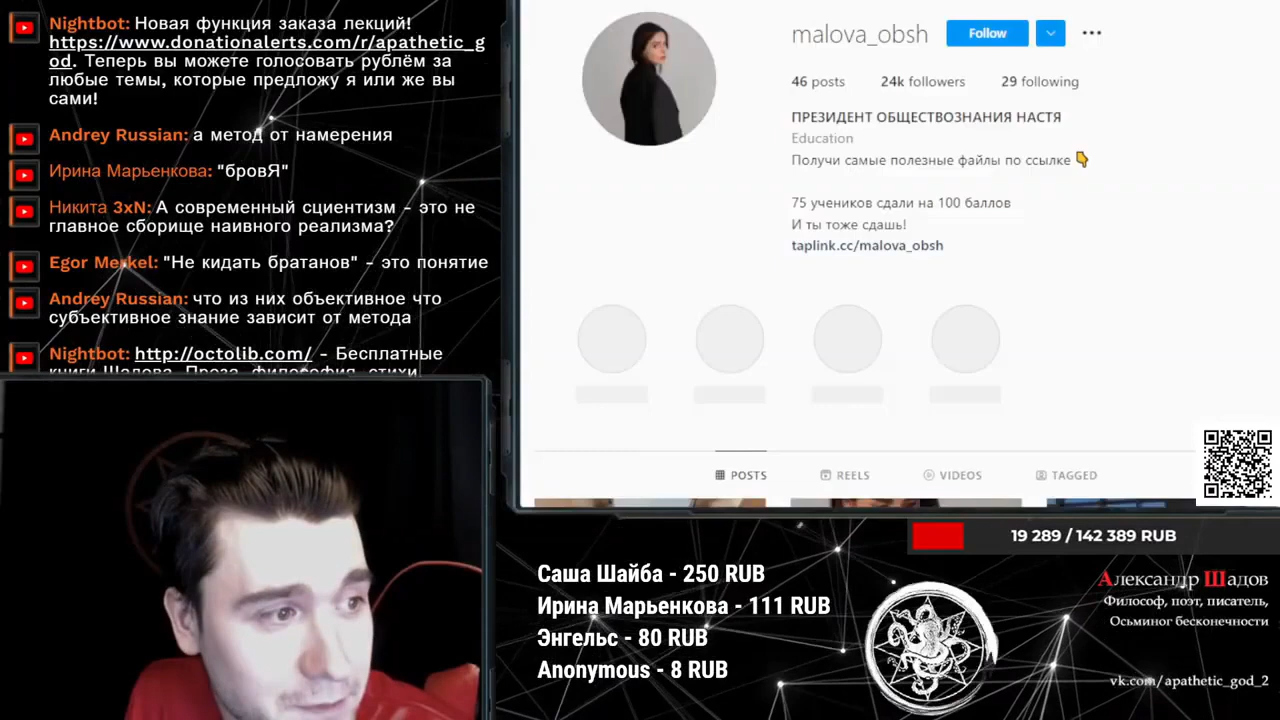 Nightbot: Новая функция заказа лекций!
https://www.donationalerts.com/r/apathetic_g
od. Теперь вы можете голосовать рублём за
любые темы, которые предложу я или же вы
сами!
Andrey Russian: а метод от намерения
Ирина Марьенкова: "бровЯ"
Никита 3xN: А современный сциентизм - это не
главное сборище наивного реализма?
Egor Merkel: "Не кидать братанов" - это понятие
Andrey Russian: что из них объективное что
субъективное знание зависит от метода
Nightbot: http://octolib.com/ - Бесплатные
книги Шадова. Проза, философия, стихи.
malova_obsh
Follow
46 posts 24k followers 29 following
ПРЕЗИДЕНТ ОБЩЕСТВОЗНАНИЯ НАСТЯ
Education
Получи самые полезные файлы по ссылке 👇
75 учеников сдали на 100 баллов
И ты тоже сдашь!
taplink.cc/malova_obsh
POSTS REELS VIDEOS TAGGED
19 289 / 142 389 RUB
Саша Шайба - 250 RUB
Ирина Марьенкова - 111 RUB
Энгельс - 80 RUB
Anonymous - 8 RUB
Александр Шадов
Философ, поэт, писатель,
Осьминог бесконечности
vk.com/apathetic_god_2